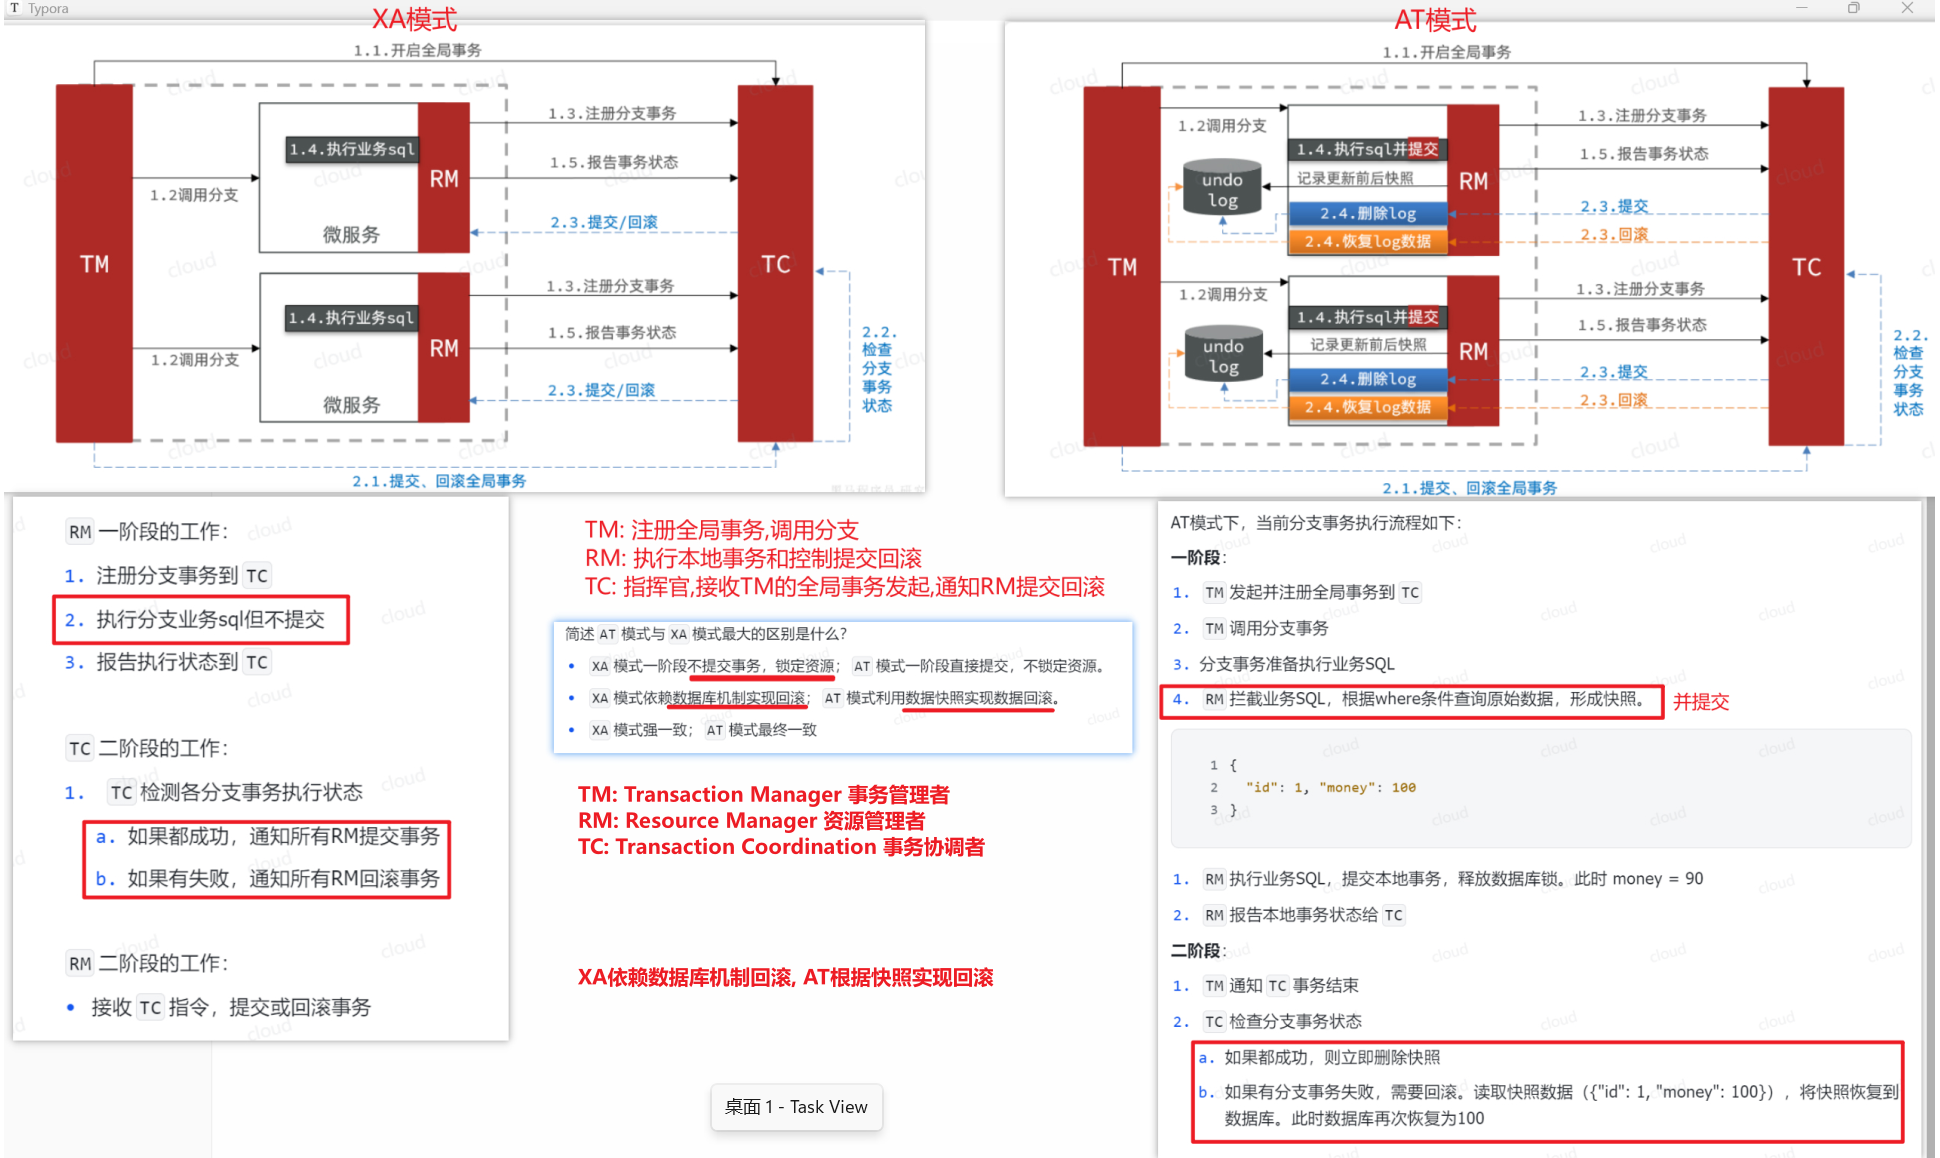 Typora
XA模式
1.1.开启全局事务
TM
1.2调用分支
1.4.执行业务sql
微服务
RM
1.3.注册分支事务
1.5.报告事务状态
2.3.提交/回滚
1.2调用分支
1.4.执行业务sql
微服务
RM
1.3.注册分支事务
1.5.报告事务状态
2.3.提交/回滚
TC
2.2.
检查
分支
事务
状态
2.1.提交、回滚全局事务
AT模式
1.1.开启全局事务
TM
1.2调用分支
undo
log
1.4.执行sql并提交
记录更新前后快照
2.4.删除log
2.4.恢复log数据
RM
1.3.注册分支事务
1.5.报告事务状态
2.3.提交
2.3.回滚
1.2调用分支
undo
log
1.4.执行sql并提交
记录更新前后快照
2.4.删除log
2.4.恢复log数据
RM
1.3.注册分支事务
1.5.报告事务状态
2.3.提交
2.3.回滚
TC
2.2.
检查
分支
事务
状态
2.1.提交、回滚全局事务
RM 一阶段的工作：
1. 注册分支事务到 TC
2. 执行分支业务sql但不提交
3. 报告执行状态到 TC
TC 二阶段的工作：
1. TC 检测各分支事务执行状态
a. 如果都成功，通知所有RM提交事务
b. 如果有失败，通知所有RM回滚事务
RM 二阶段的工作：
• 接收 TC 指令，提交或回滚事务
TM: 注册全局事务,调用分支
RM: 执行本地事务和控制提交回滚
TC: 指挥官,接收TM的全局事务发起,通知RM提交回滚
简述 AT 模式与 XA 模式最大的区别是什么？
• XA 模式一阶段不提交事务，锁定资源； AT 模式一阶段直接提交，不锁定资源。
• XA 模式依赖数据库机制实现回滚； AT 模式利用数据快照实现数据回滚。
• XA 模式强一致； AT 模式最终一致
TM: Transaction Manager 事务管理者
RM: Resource Manager 资源管理者
TC: Transaction Coordination 事务协调者
XA依赖数据库机制回滚, AT根据快照实现回滚
桌面 1 - Task View
AT模式下，当前分支事务执行流程如下：
一阶段：
1. TM 发起并注册全局事务到 TC
2. TM 调用分支事务
3. 分支事务准备执行业务SQL
4. RM 拦截业务SQL，根据where条件查询原始数据，形成快照。 并提交
1 {
2 "id": 1, "money": 100
3 }
1. RM 执行业务SQL，提交本地事务，释放数据库锁。此时 money = 90
2. RM 报告本地事务状态给 TC
二阶段：
1. TM 通知 TC 事务结束
2. TC 检查分支事务状态
a. 如果都成功，则立即删除快照
b. 如果有分支事务失败，需要回滚。读取快照数据（{"id": 1, "money": 100}），将快照恢复到
数据库。此时数据库再次恢复为100